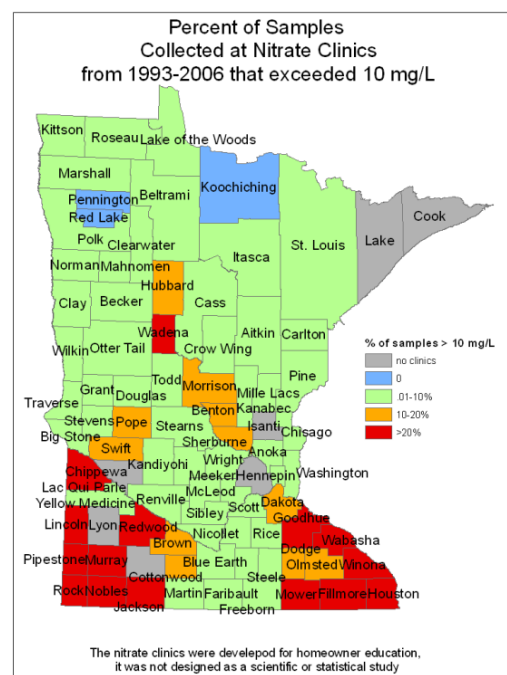 Percent of Samples
Collected at Nitrate Clinics
from 1993-2006 that exceeded 10 mg/L
Kittson
Roseau
Lake of the Woods
Marshall
Koochiching
Pennington
Beltrami
Red Lake
Cook
Polk
Clearwater
St. Louis
Lake
Itasca
Norman
Mahnomen
Hubbard
Clay
Becker
Cass
Wadena
Aitkin
Carlton
Wilkin
Otter Tail
Crow Wing
% of samples > 10 mg/L
no clinics
0
.01-10%
10-20%
>20%
Pine
Todd
Morrison
Grant
Douglas
Mille Lacs
Traverse
Benton
Kanabec
Stevens
Pope
Stearns
Isanti
Chisago
Big Stone
Sherburne
Swift
Anoka
Wright
Chippewa
Kandiyohi
Meeker
Hennepin
Washington
Lac Qui Parle
McLeod
Yellow Medicine
Renville
Scott
Dakota
Sibley
Goodhue
Lincoln
Lyon
Redwood
Nicollet
Rice
Wabasha
Brown
Dodge
Pipestone
Murray
Blue Earth
Olmsted
Winona
Cottonwood
Steele
Rock
Nobles
Jackson
Martin
Faribault
Freeborn
Mower
Fillmore
Houston
The nitrate clinics were develepod for homeowner education,
it was not designed as a scientific or statistical study